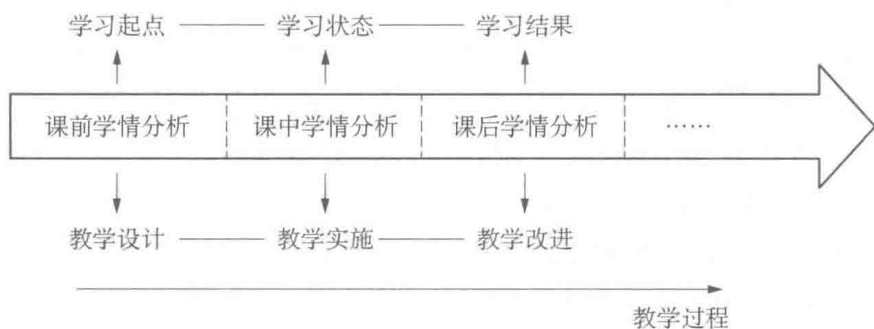 学习起点 学习状态 学习结果
课前学情分析 课中学情分析 课后学情分析 ……
教学设计 教学实施 教学改进
教学过程